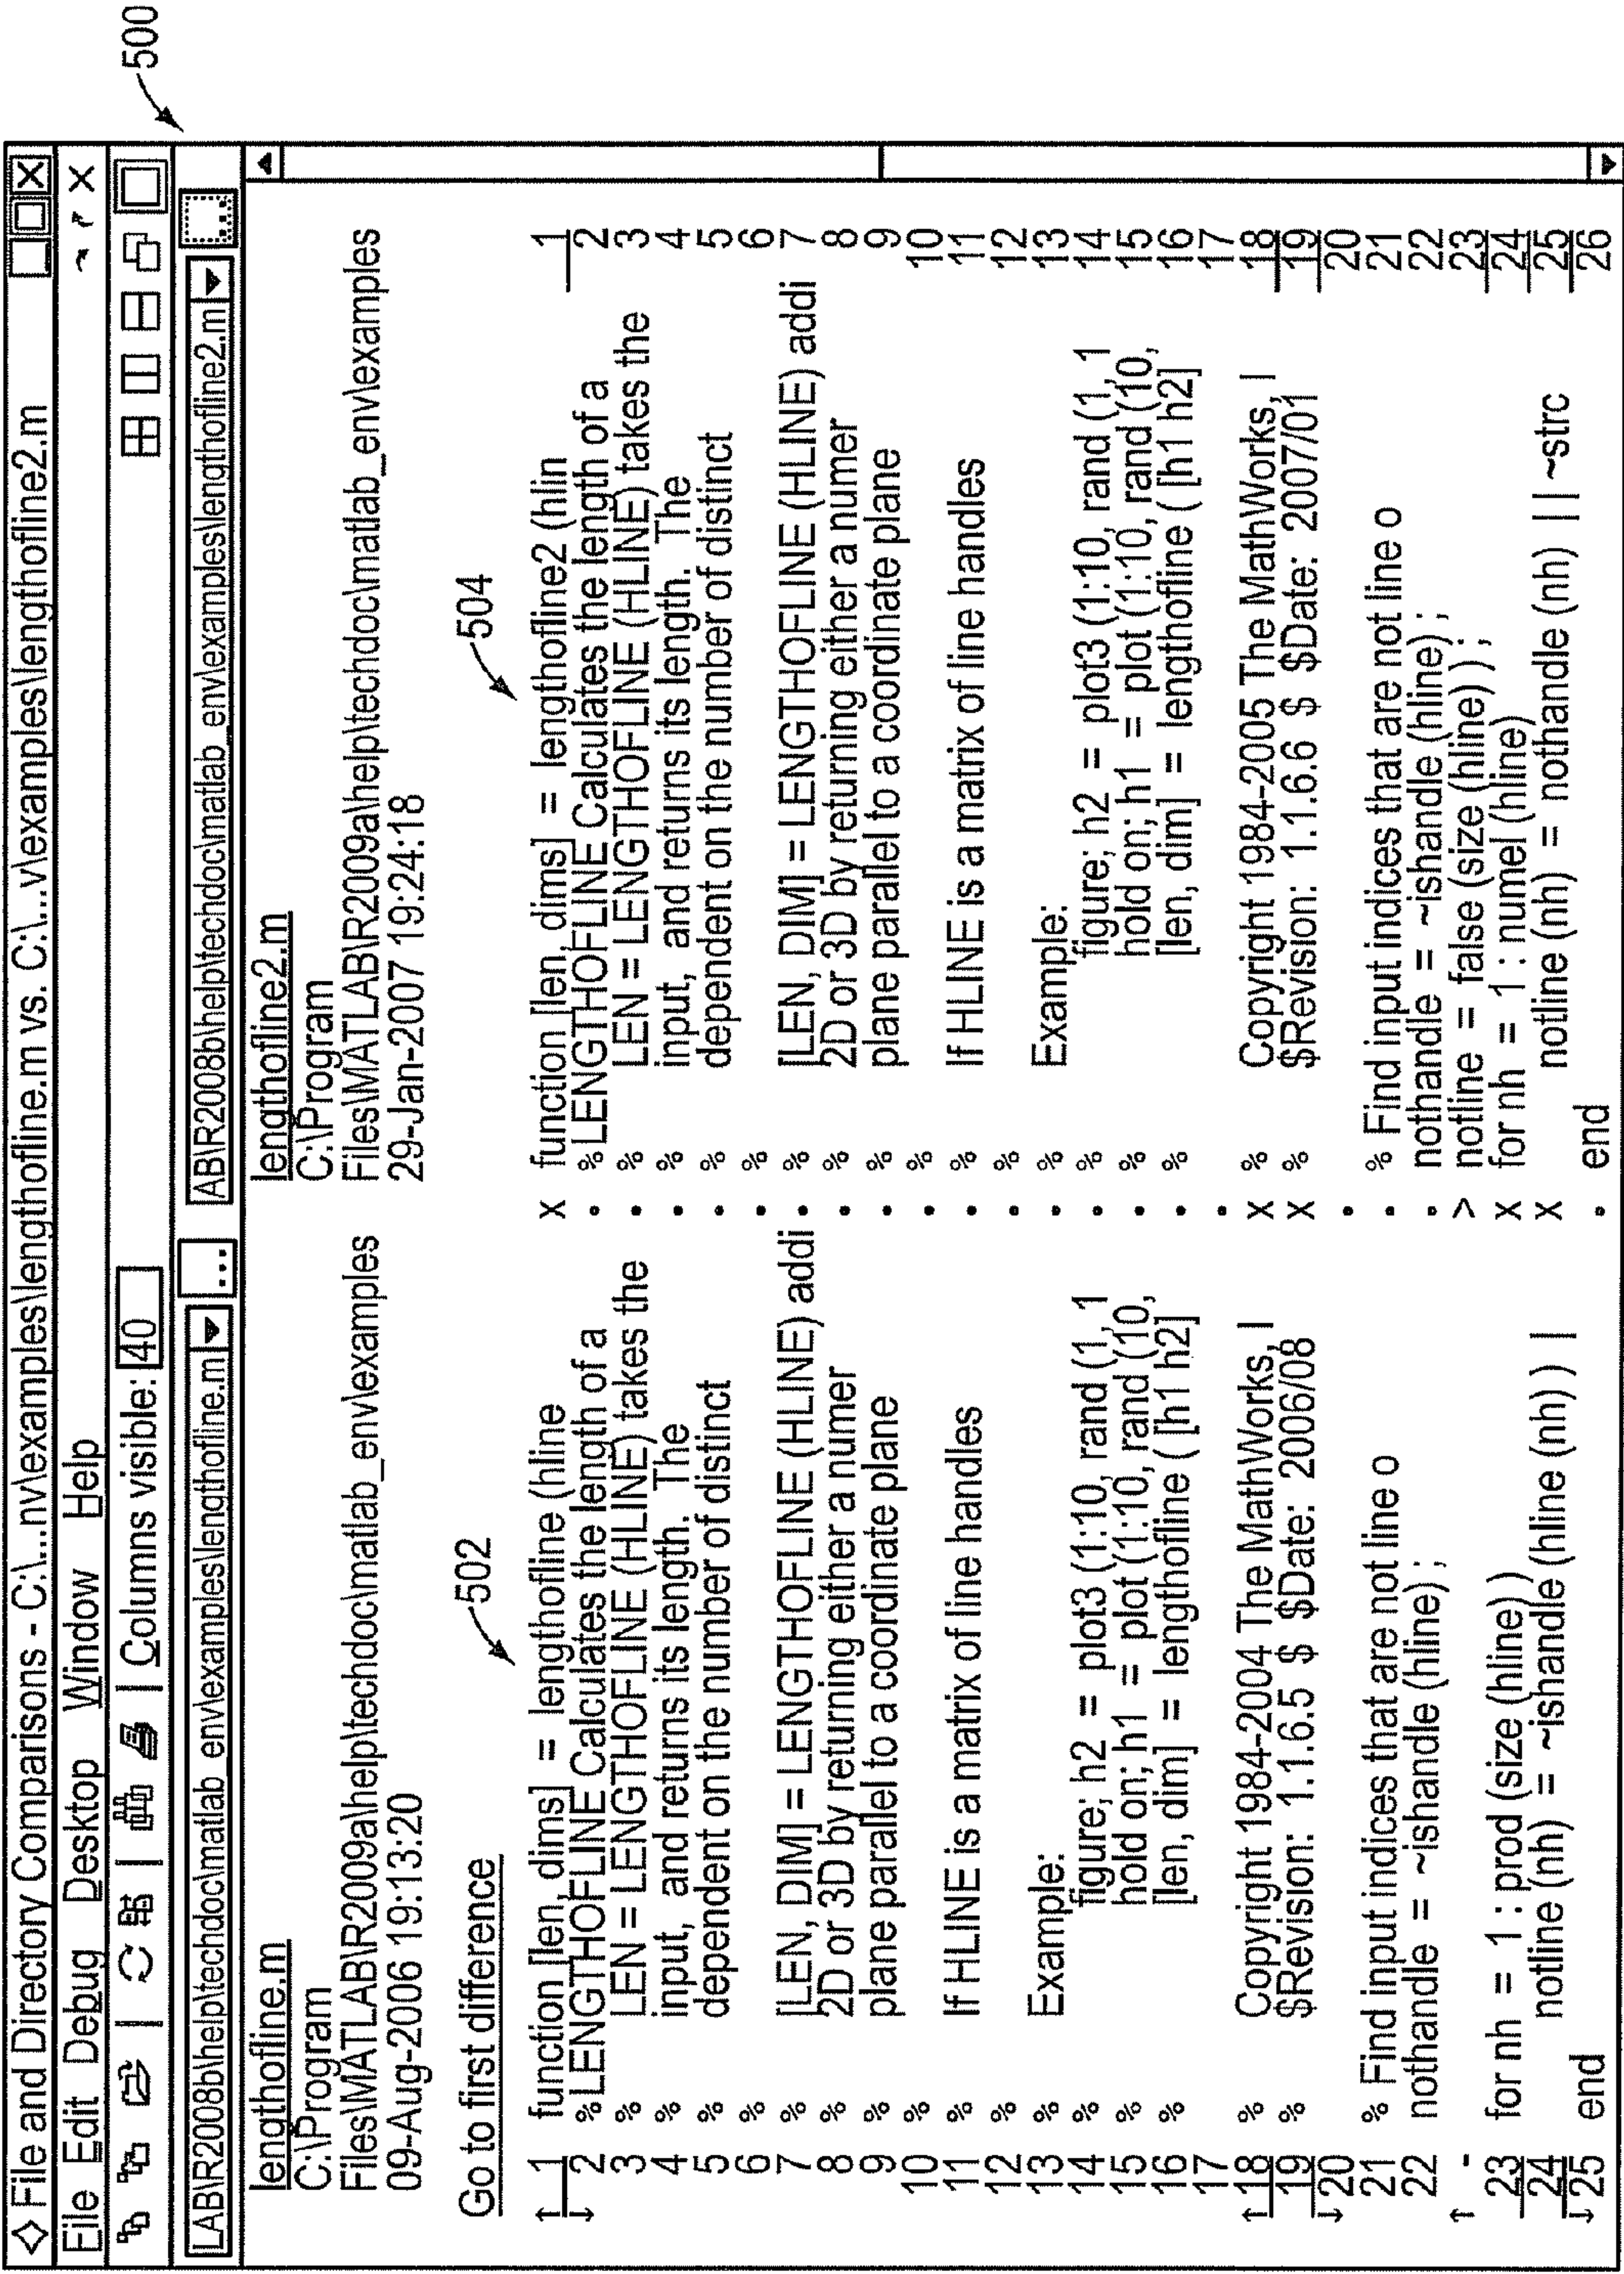 500
File and Directory Comparisons - C:\...nv\examples\lengthofline.m vs. C:\...v\examples\lengthofline2.m
File Edit Debug Desktop Window Help
Columns visible: 40
LAB\R2008b\help\techdoc\matlab_env\examples\lengthofline.m ... AB\R2008b\help\techdoc\matlab_env\examples\lengthofline2.m ...
lengthofline.m lengthofline2.m
C:\Program C:\Program
Files\MATLAB\R2009a\help\techdoc\matlab_env\examples Files\MATLAB\R2009a\help\techdoc\matlab_env\examples
09-Aug-2006 19:13:20 29-Jan-2007 19:24:18
Go to first difference 502 504
1 function [len, dims] = lengthofline (hline x function [len, dims] = lengthofline2 (hlin 1
2 % LENGTHOFLINE Calculates the length of a . % LENGTHOFLINE Calculates the length of a 2
3 % LEN = LENGTHOFLINE (HLINE) takes the . % LEN = LENGTHOFLINE (HLINE) takes the 3
4 % input, and returns its length. The . % input, and returns its length. The 4
5 % dependent on the number of distinct . % dependent on the number of distinct 5
6 % . % 6
7 % [LEN, DIM] = LENGTHOFLINE (HLINE) addi . % [LEN, DIM] = LENGTHOFLINE (HLINE) addi 7
8 % 2D or 3D by returning either a numer . % 2D or 3D by returning either a numer 8
9 % plane parallel to a coordinate plane . % plane parallel to a coordinate plane 9
10 % . % 10
11 % If HLINE is a matrix of line handles . % If HLINE is a matrix of line handles 11
12 % . % 12
13 % Example: . % Example: 13
14 % figure; h2 = plot3 (1:10, rand (1, 1 . % figure; h2 = plot3 (1:10, rand (1, 1 14
15 % hold on; h1 = plot (1:10, rand (10, . % hold on; h1 = plot (1:10, rand (10, 15
16 % [len, dim] = lengthofline ( [h1 h2] . % [len, dim] = lengthofline ( [h1 h2] 16
17 . 17
18 % Copyright 1984-2004 The MathWorks, I x % Copyright 1984-2005 The MathWorks, I 18
19 % $Revision: 1.1.6.5 $ $Date: 2006/08 x % $Revision: 1.1.6.6 $ $Date: 2007/01 19
20 . 20
21 % Find input indices that are not line o . % Find input indices that are not line o 21
22 nothandle = ~ishandle (hline) ; . nothandle = ~ishandle (hline) ; 22
- > notline = false (size (hline) ) ; 23
23 for nh = 1 : prod (size (hline) ) x for nh = 1 : numel (hline) 24
24 notline (nh) = ~ishandle (hline (nh) ) | x notline (nh) = nothandle (nh) || ~strc 25
25 end . end 26